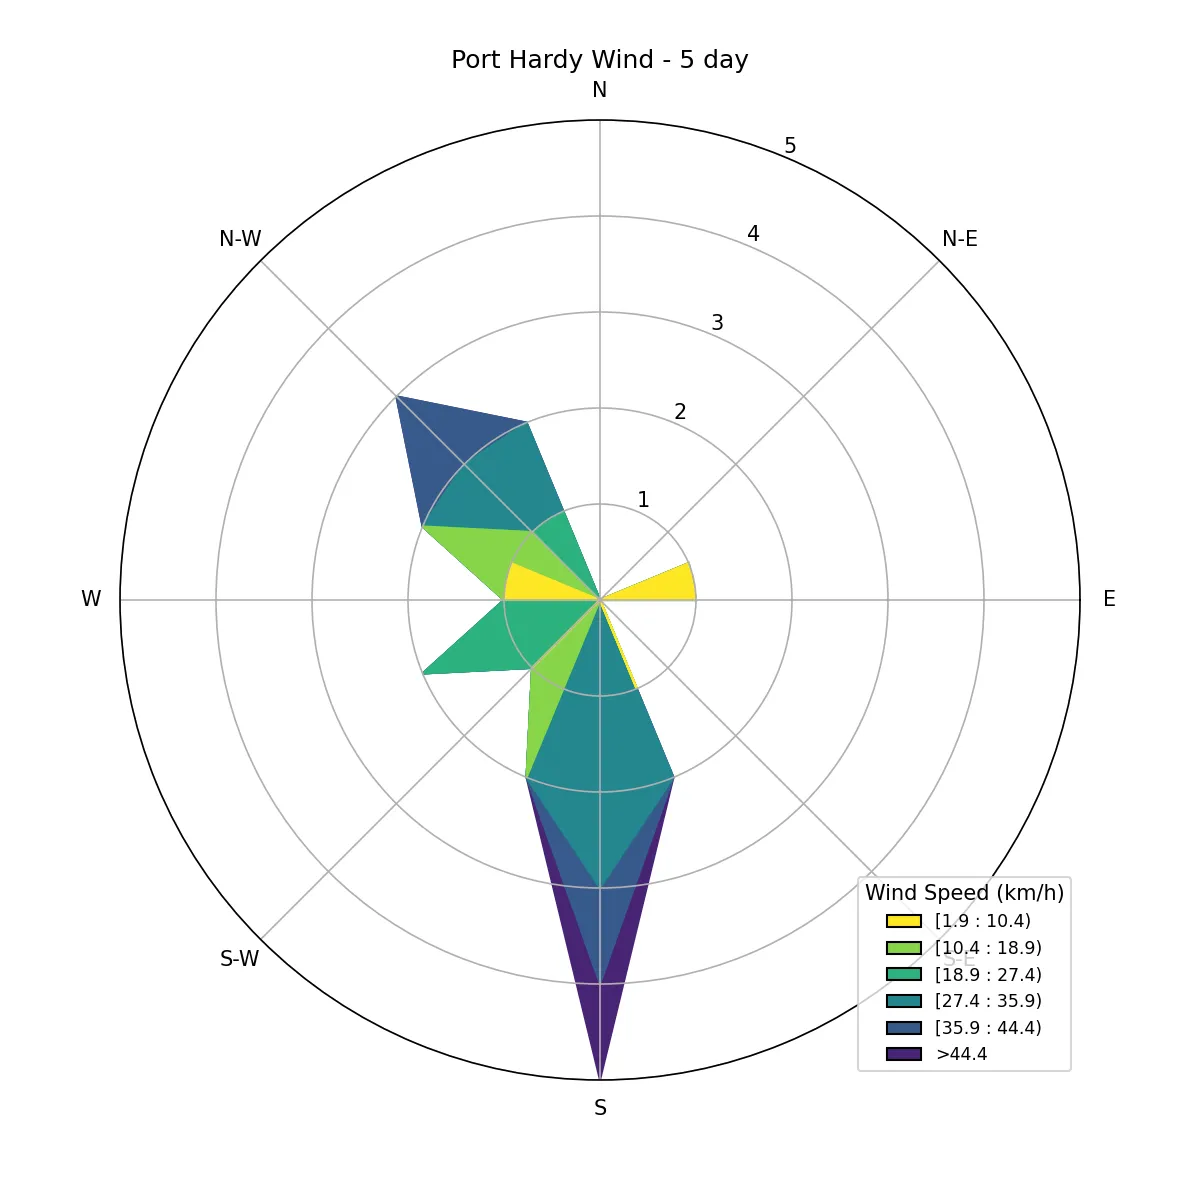 Port Hardy Wind - 5 day
N
5
N-W
N-E
4
3
2
1
W
E
Wind Speed (km/h)
[1.9 : 10.4)
[10.4 : 18.9)
S-W
S-E
[18.9 : 27.4)
[27.4 : 35.9)
[35.9 : 44.4)
>44.4
S